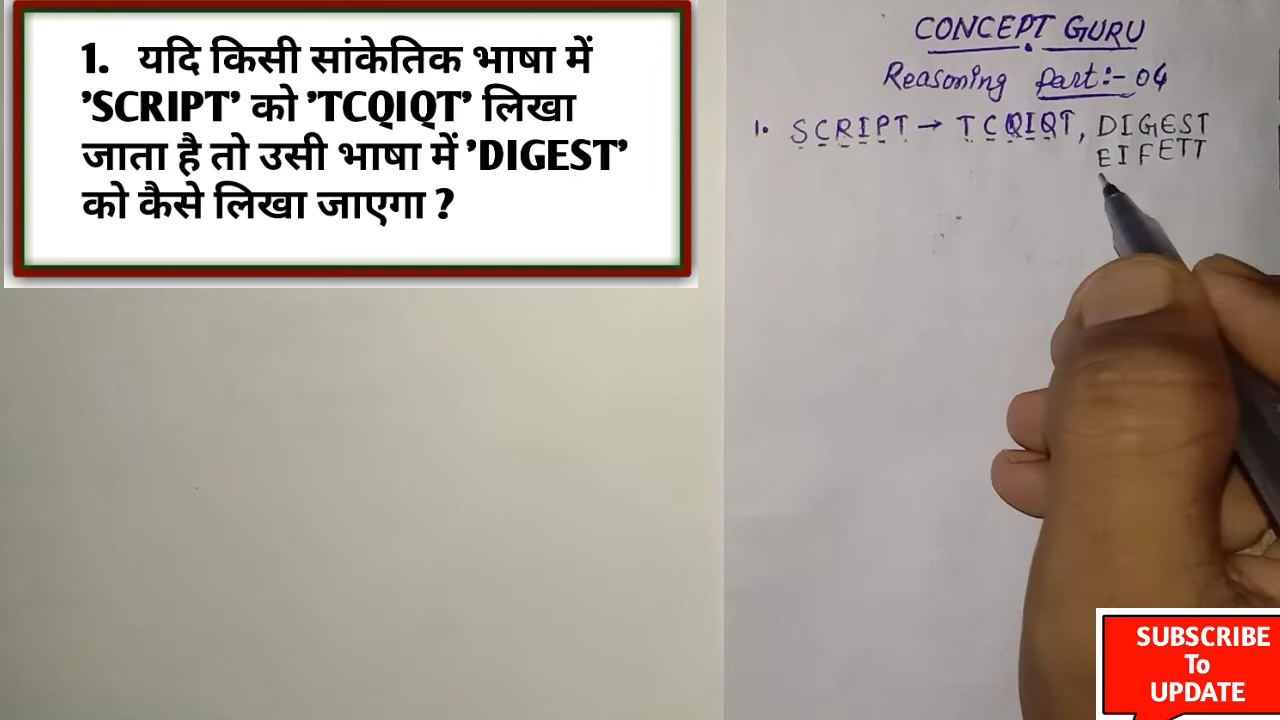 1. यदि किसी सांकेतिक भाषा में
'SCRIPT' को 'TCQIQT' लिखा
जाता है तो उसी भाषा में 'DIGEST'
को कैसे लिखा जाएगा ?
CONCEPT GURU
Reasoning Part:- 04
1. SCRIPT → TCQIQT, DIGEST
EIFETT
SUBSCRIBE
To
UPDATE